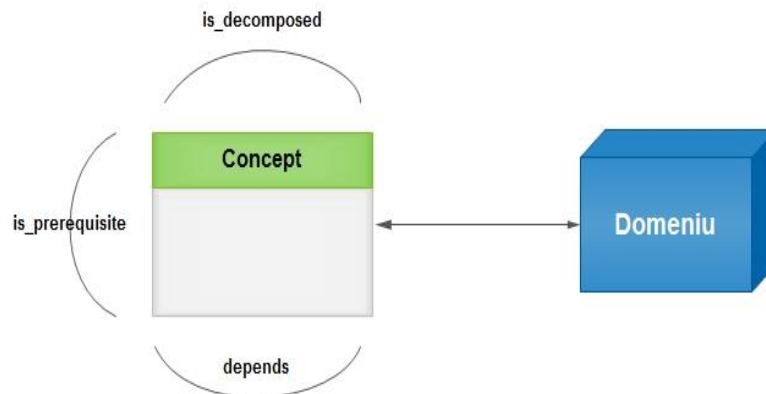 is_decomposed
Concept
is_prerequisite
Domeniu
depends